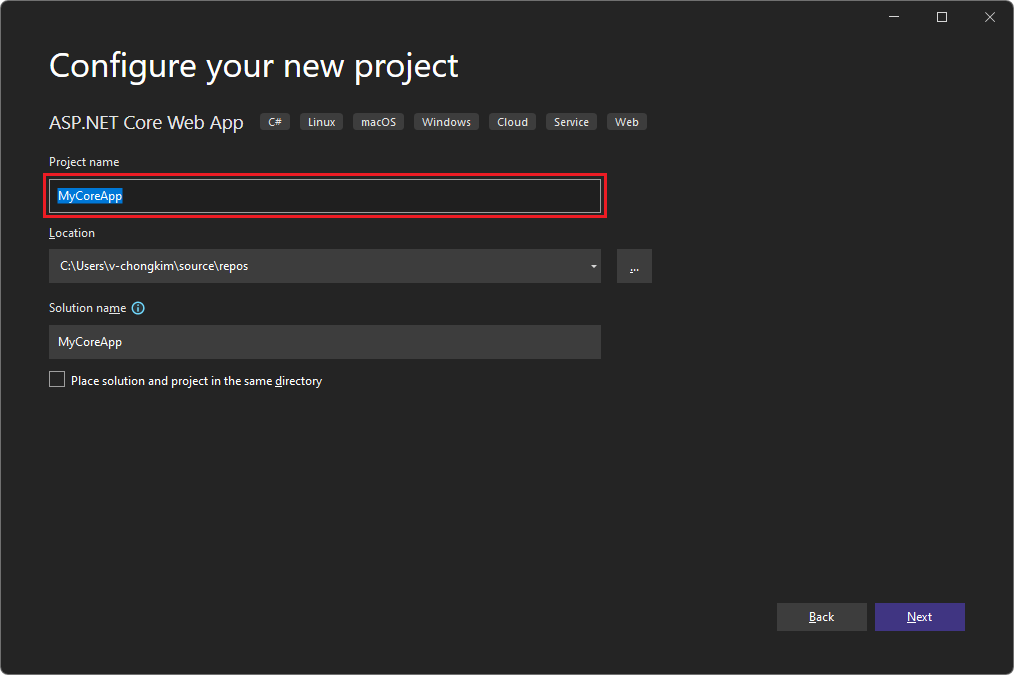 Configure your new project
ASP.NET Core Web App C# Linux macOS Windows Cloud Service Web
Project name
MyCoreApp
Location
C:\Users\v-chongkim\source\repos ...
Solution name
MyCoreApp
Place solution and project in the same directory
Back Next